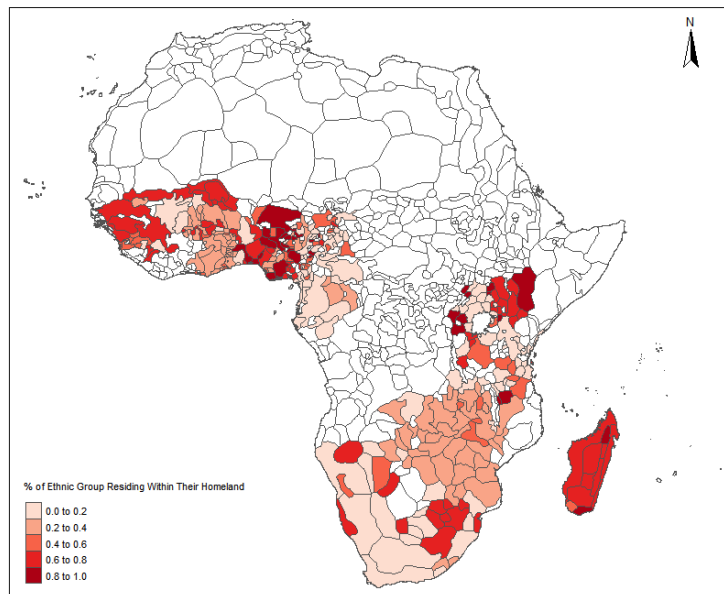 N
% of Ethnic Group Residing Within Their Homeland
0.0 to 0.2
0.2 to 0.4
0.4 to 0.6
0.6 to 0.8
0.8 to 1.0